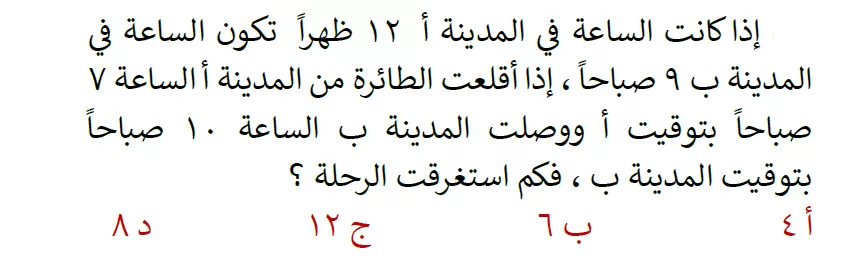 إذا كانت الساعة في المدينة أ ١٢ ظهراً تكون الساعة في
المدينة ب ٩ صباحاً ، إذا أقلعت الطائرة من المدينة أ الساعة ٧
صباحاً بتوقيت أ ووصلت المدينة ب الساعة ١٠ صباحاً
بتوقيت المدينة ب ، فكم استغرقت الرحلة ؟
أ ٤ ب ٦ ج ١٢ د ٨